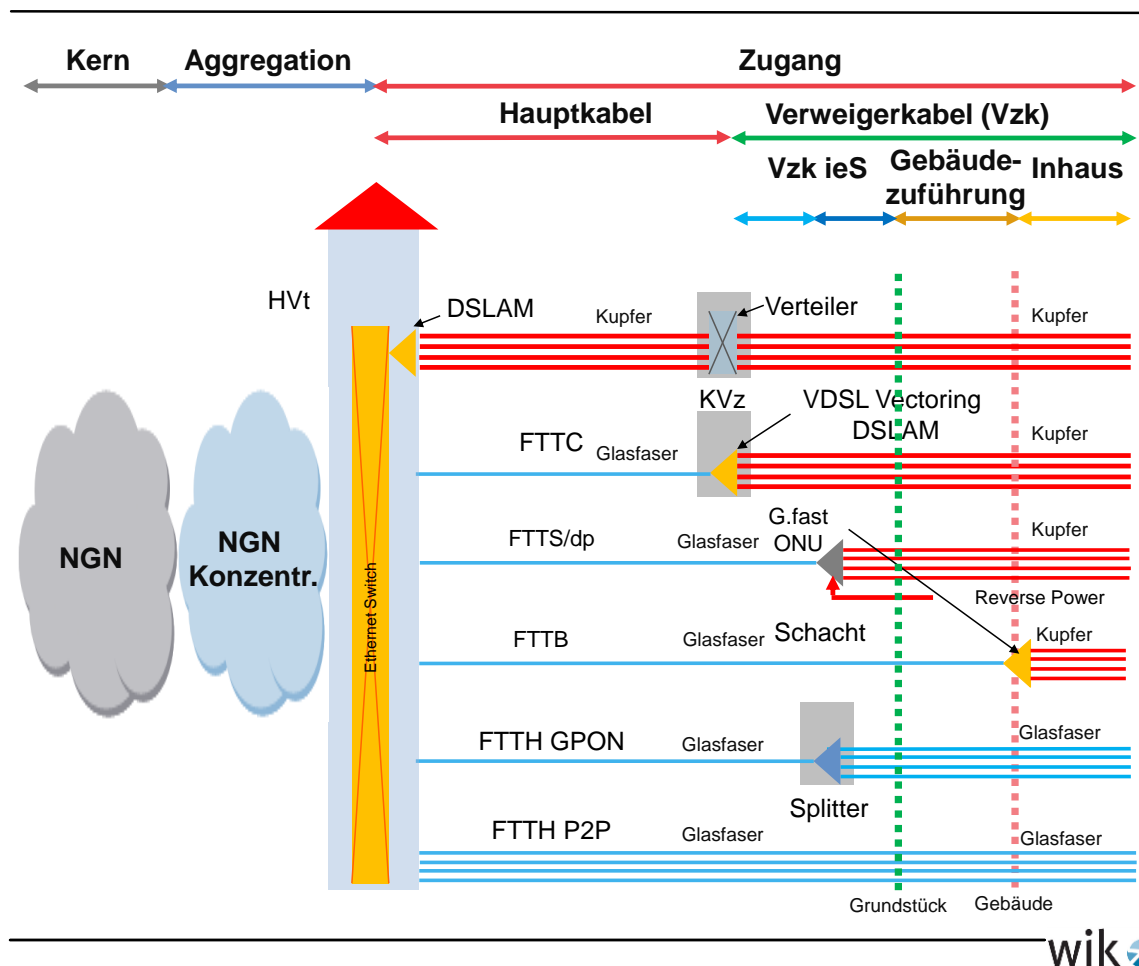 Kern
Aggregation
Zugang
Hauptkabel
Verweigerkabel (Vzk)
Vzk ieS
Gebäude-
zuführung
Inhaus
HVt
DSLAM
Kupfer
Verteiler
Kupfer
KVz
VDSL Vectoring
DSLAM
FTTC
Glasfaser
Kupfer
G.fast
ONU
FTTS/dp
Glasfaser
Kupfer
NGN
NGN
Konzentr.
Ethernet Switch
Reverse Power
Schacht
FTTB
Glasfaser
Kupfer
FTTH GPON
Glasfaser
Glasfaser
Splitter
FTTH P2P
Glasfaser
Glasfaser
Grundstück
Gebäude
wik